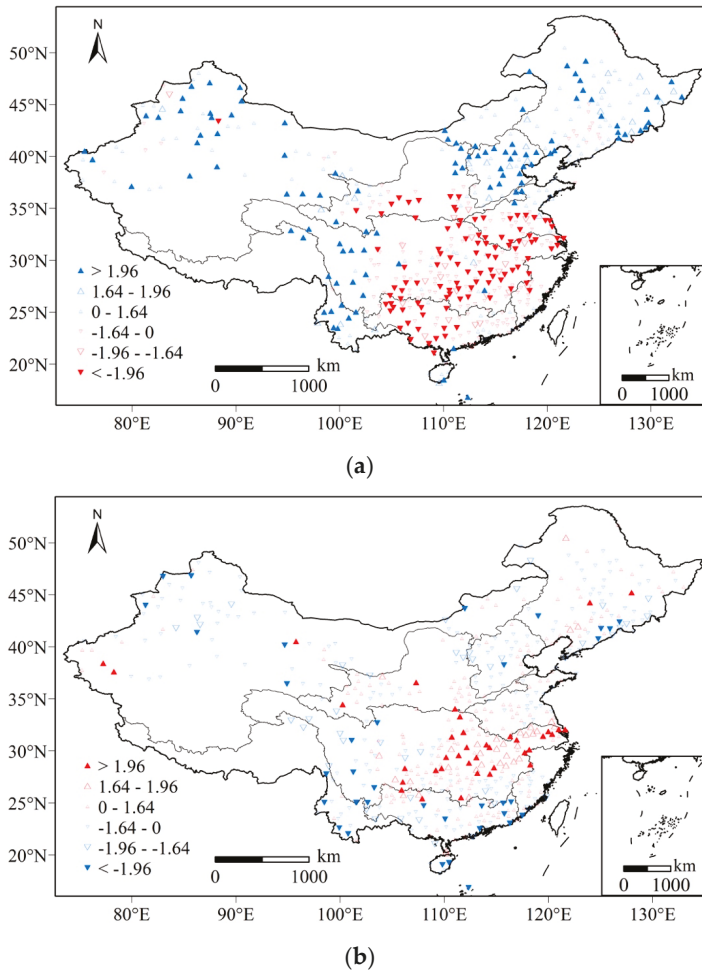 N
50°N
45°N
40°N
35°N
30°N
25°N
20°N
> 1.96
1.64 - 1.96
0 - 1.64
-1.64 - 0
-1.96 - -1.64
< -1.96
km
0 1000
km
0 1000
80°E 90°E 100°E 110°E 120°E 130°E
(a)
N
50°N
45°N
40°N
35°N
30°N
25°N
20°N
> 1.96
1.64 - 1.96
0 - 1.64
-1.64 - 0
-1.96 - -1.64
< -1.96
km
0 1000
km
0 1000
80°E 90°E 100°E 110°E 120°E 130°E
(b)